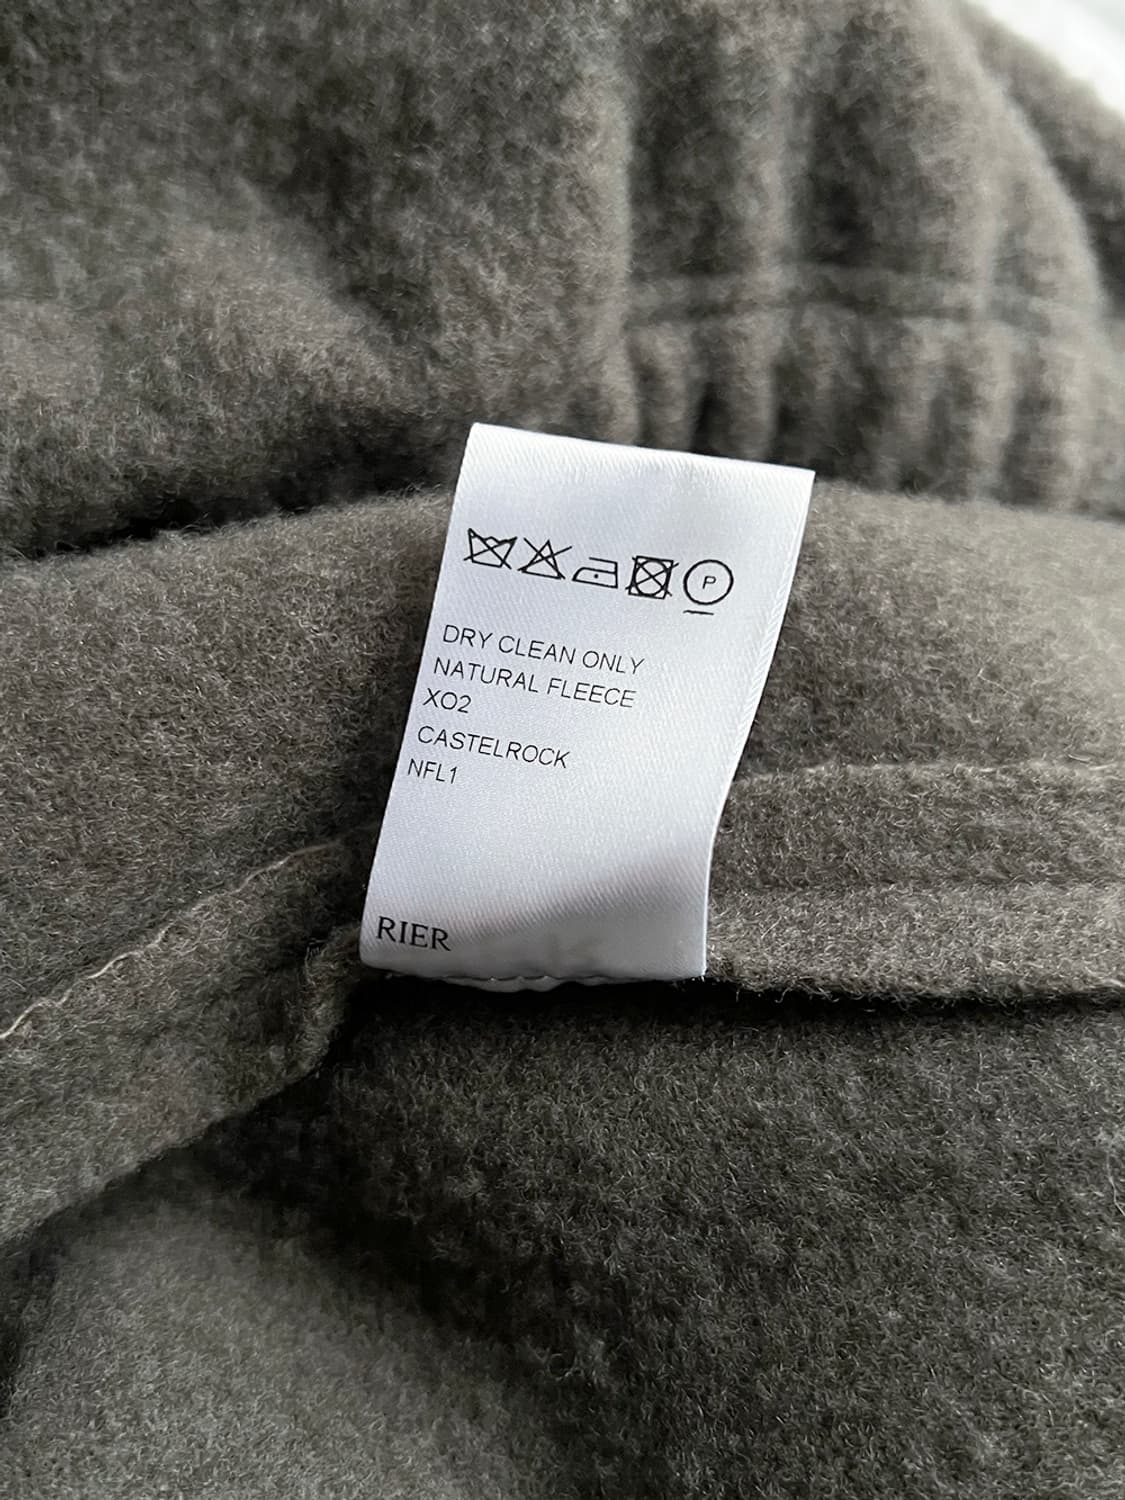 P
DRY CLEAN ONLY
NATURAL FLEECE
XO2
CASTELROCK
NFL1
RIER